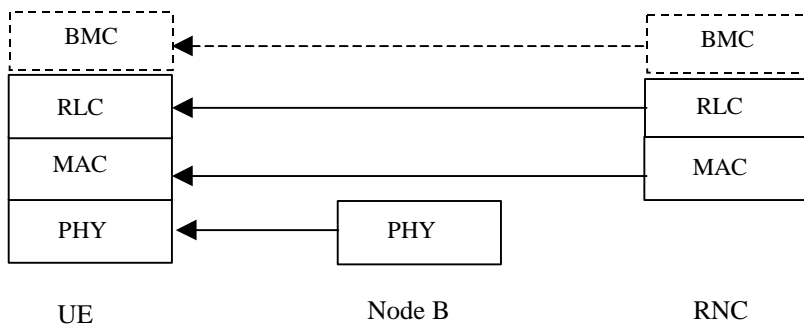 BMC BMC
RLC RLC
MAC MAC
PHY PHY
UE Node B RNC